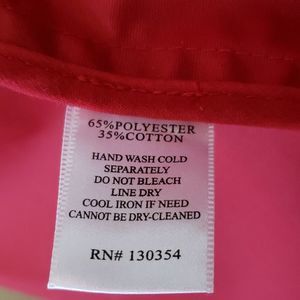 65%POLYESTER
35%COTTON
HAND WASH COLD
SEPARATELY
DO NOT BLEACH
LINE DRY
COOL IRON IF NEED
CANNOT BE DRY-CLEANED
RN# 130354